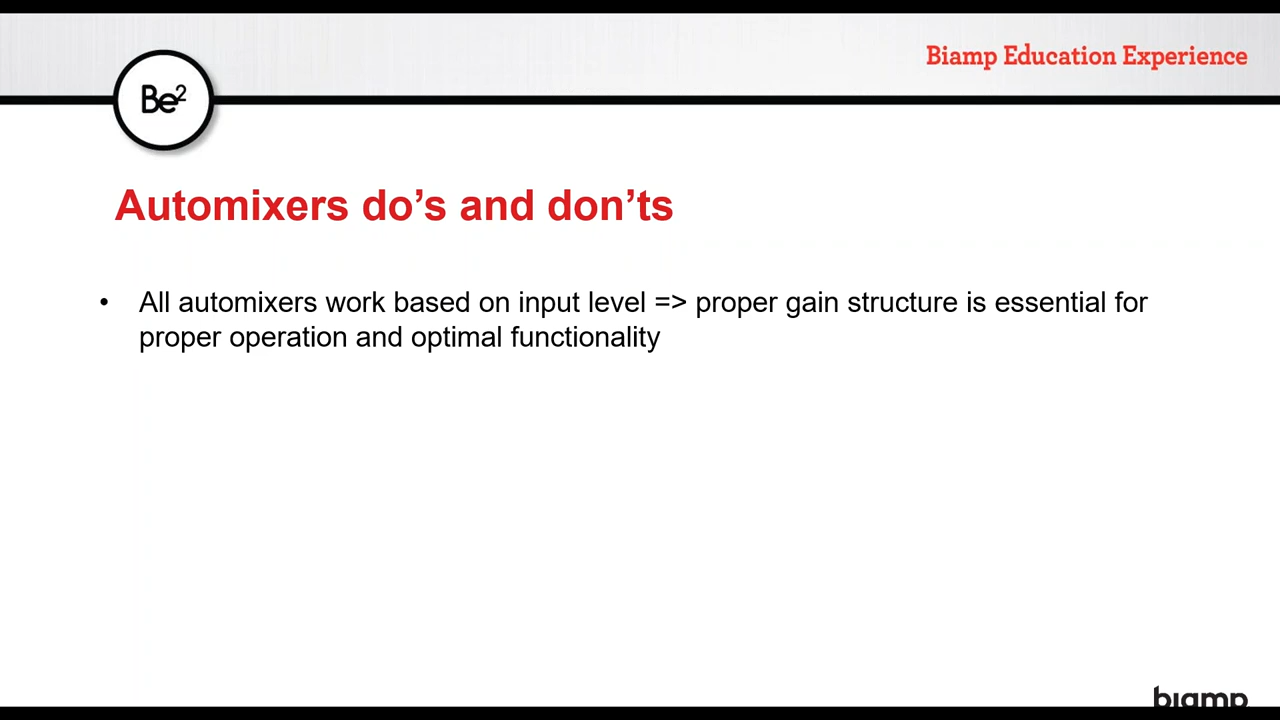 Biamp Education Experience
Be²
Automixers do’s and don’ts
• All automixers work based on input level => proper gain structure is essential for
proper operation and optimal functionality
biamp